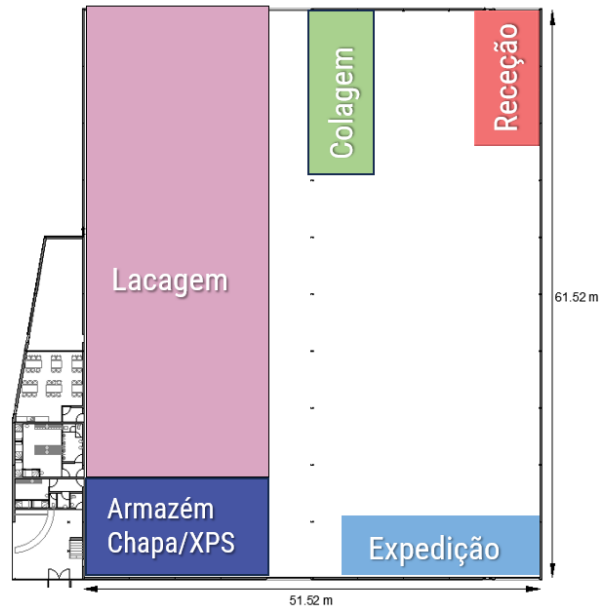 Colagem
Receção
Lacagem
61.52 m
Armazém
Chapa/XPS
Expedição
51.52 m